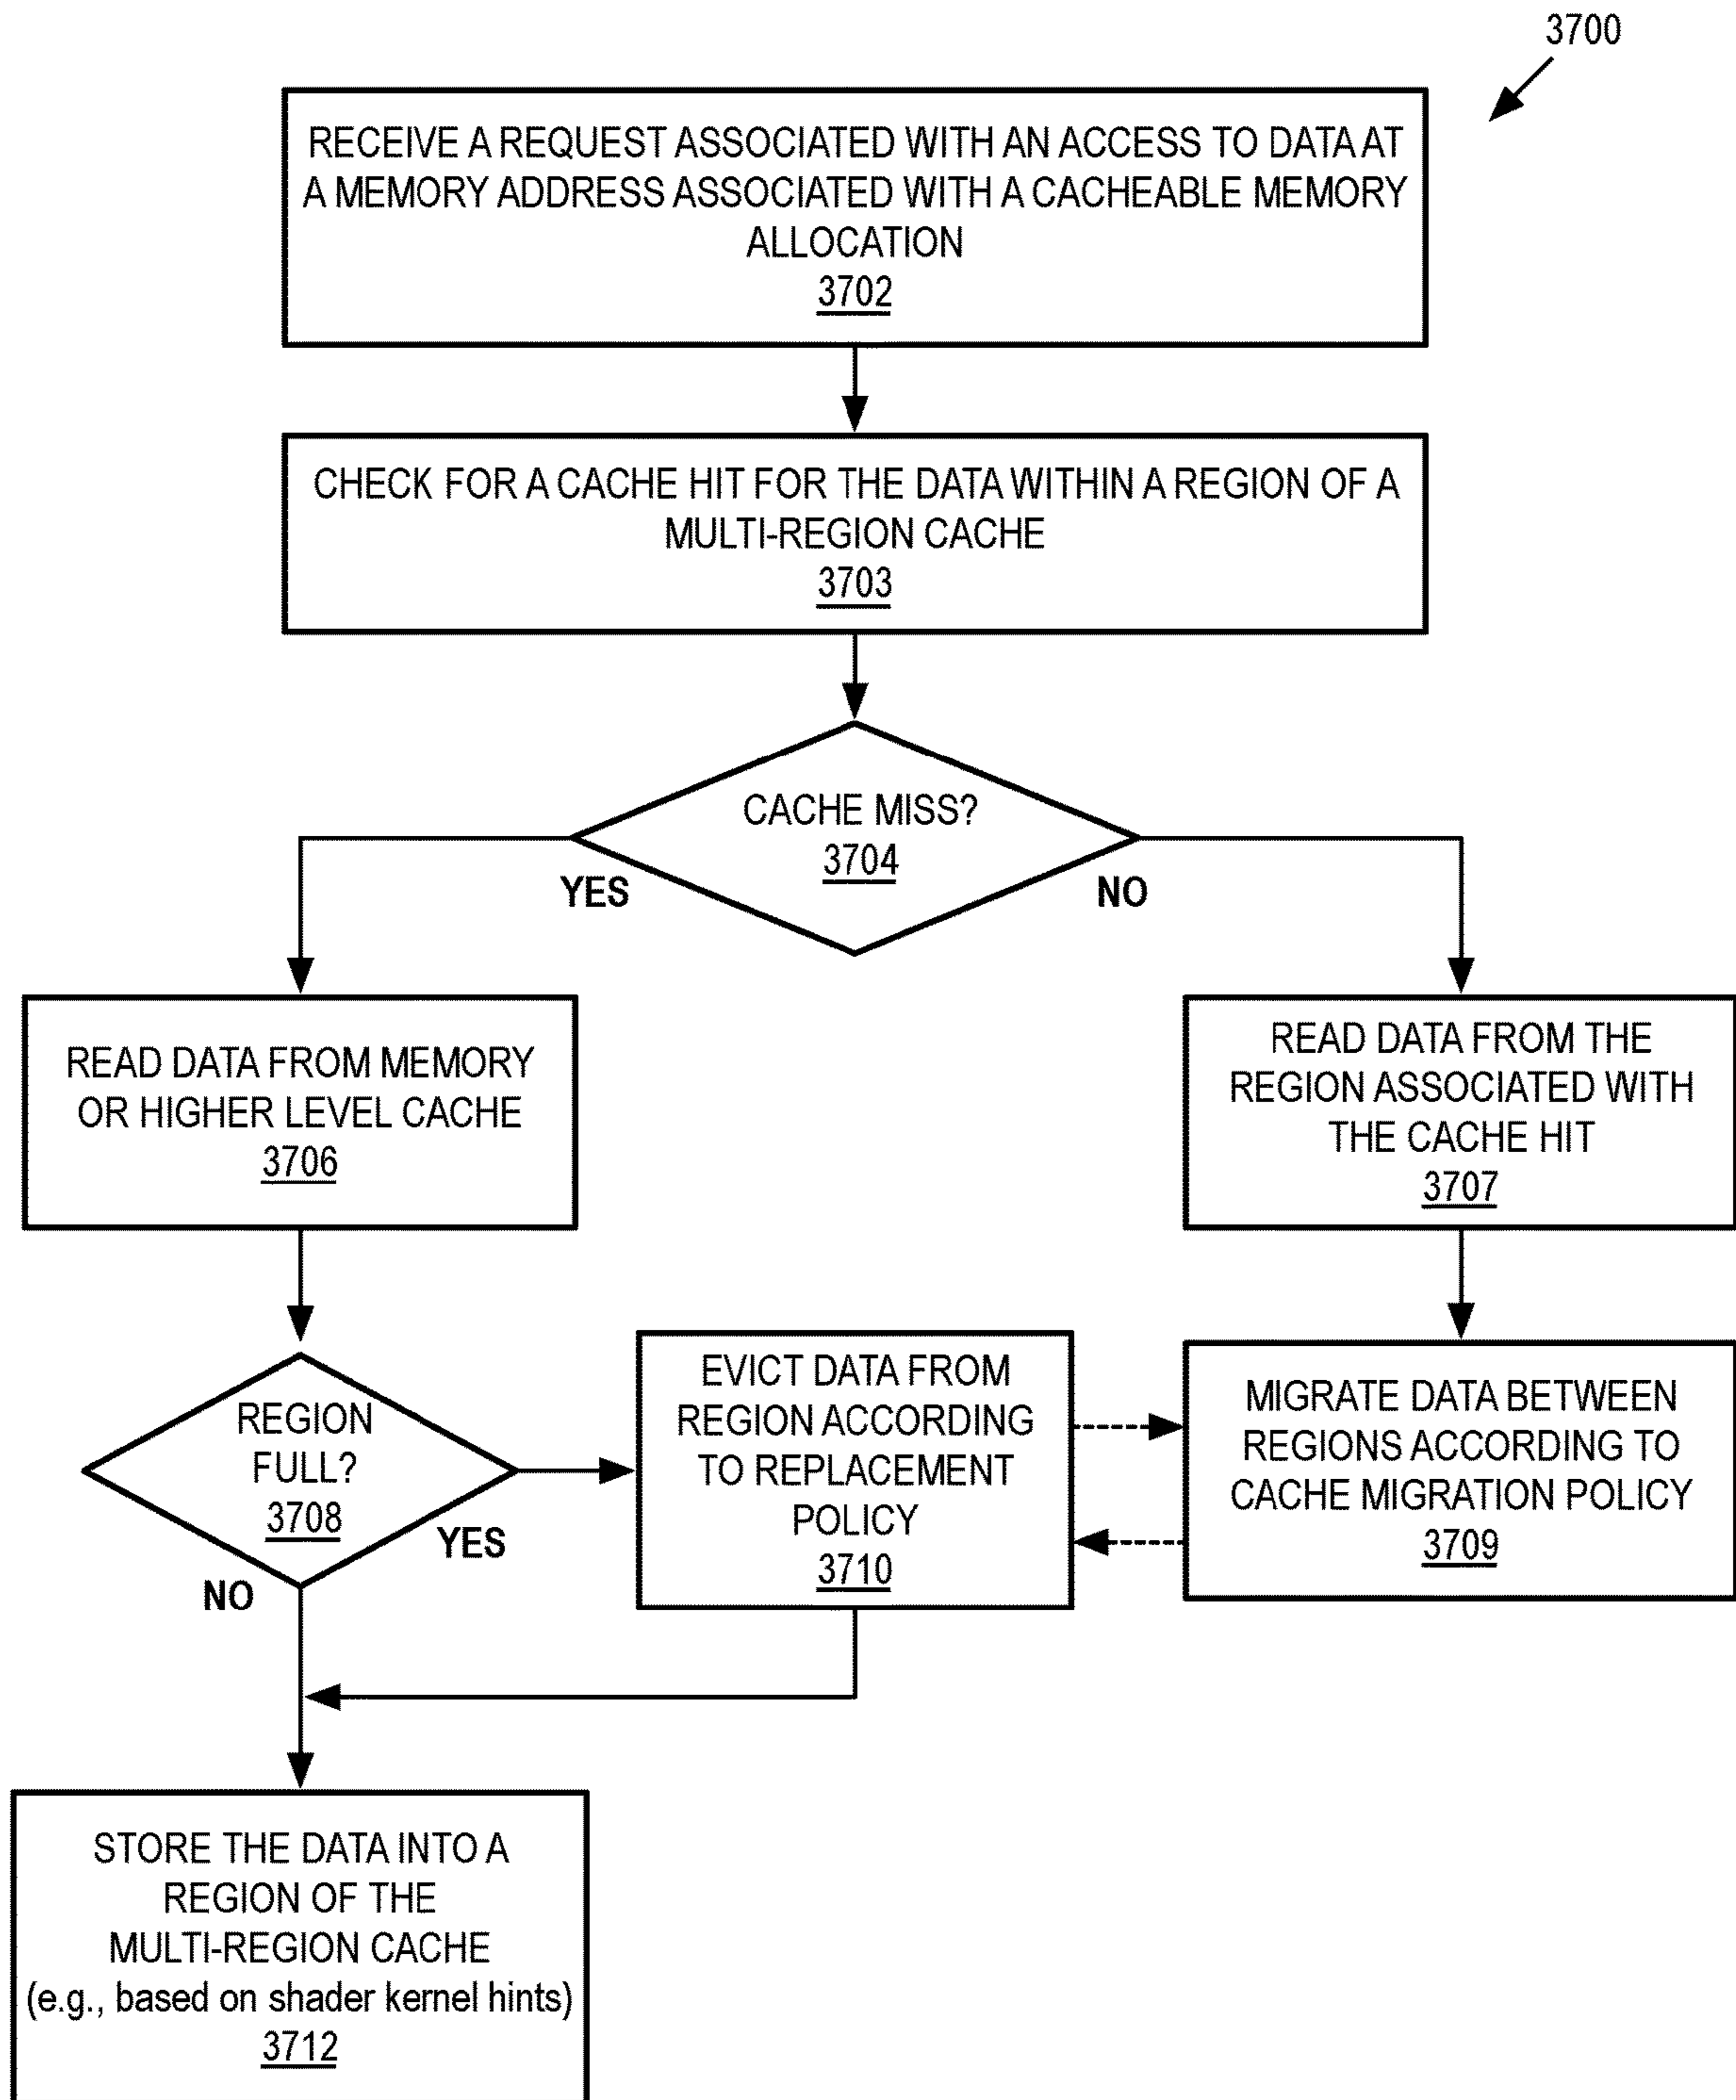 3700
RECEIVE A REQUEST ASSOCIATED WITH AN ACCESS TO DATA AT
A MEMORY ADDRESS ASSOCIATED WITH A CACHEABLE MEMORY
ALLOCATION
3702
CHECK FOR A CACHE HIT FOR THE DATA WITHIN A REGION OF A
MULTI-REGION CACHE
3703
CACHE MISS?
3704
YES
NO
READ DATA FROM MEMORY
OR HIGHER LEVEL CACHE
3706
READ DATA FROM THE
REGION ASSOCIATED WITH
THE CACHE HIT
3707
REGION
FULL?
3708
YES
NO
EVICT DATA FROM
REGION ACCORDING
TO REPLACEMENT
POLICY
3710
MIGRATE DATA BETWEEN
REGIONS ACCORDING TO
CACHE MIGRATION POLICY
3709
STORE THE DATA INTO A
REGION OF THE
MULTI-REGION CACHE
(e.g., based on shader kernel hints)
3712